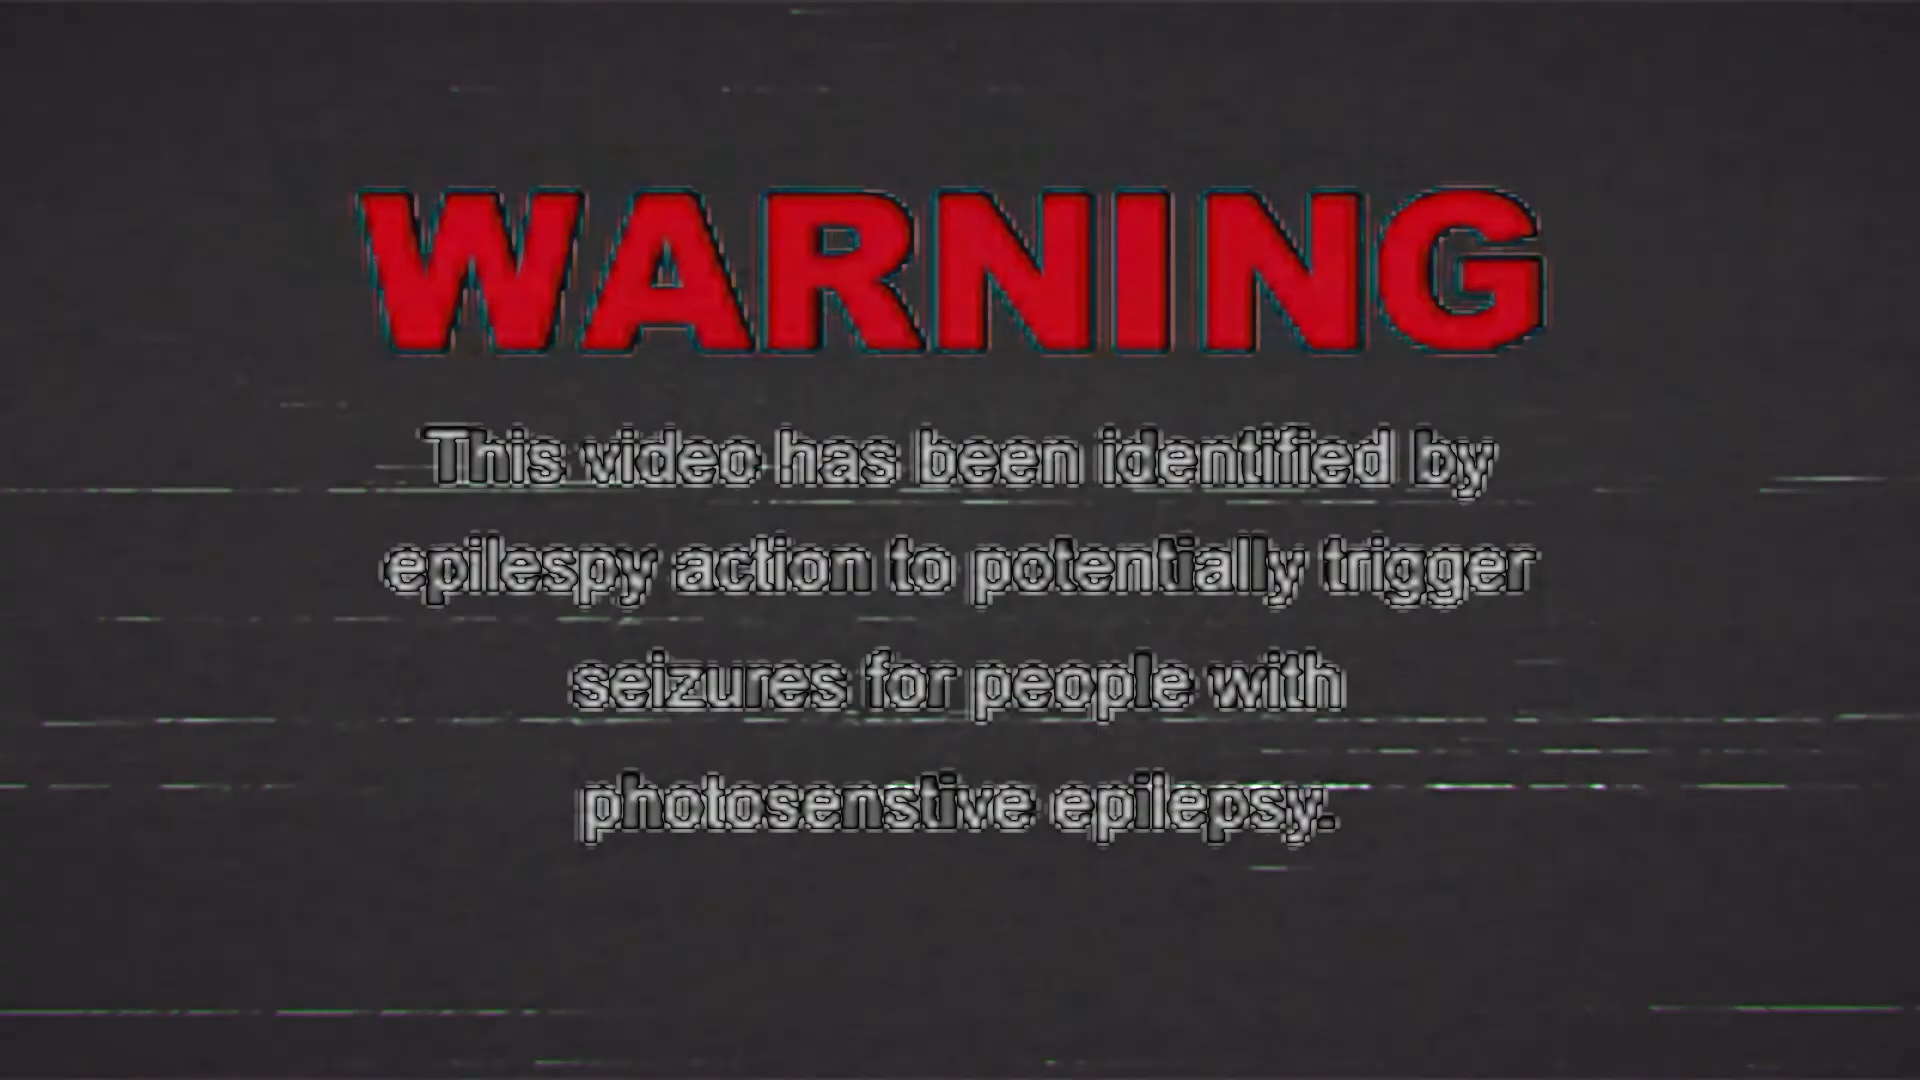 WARNING
This video has been identified by
epilespy action to potentially trigger
seizures for people with
photosenstive epilepsy.